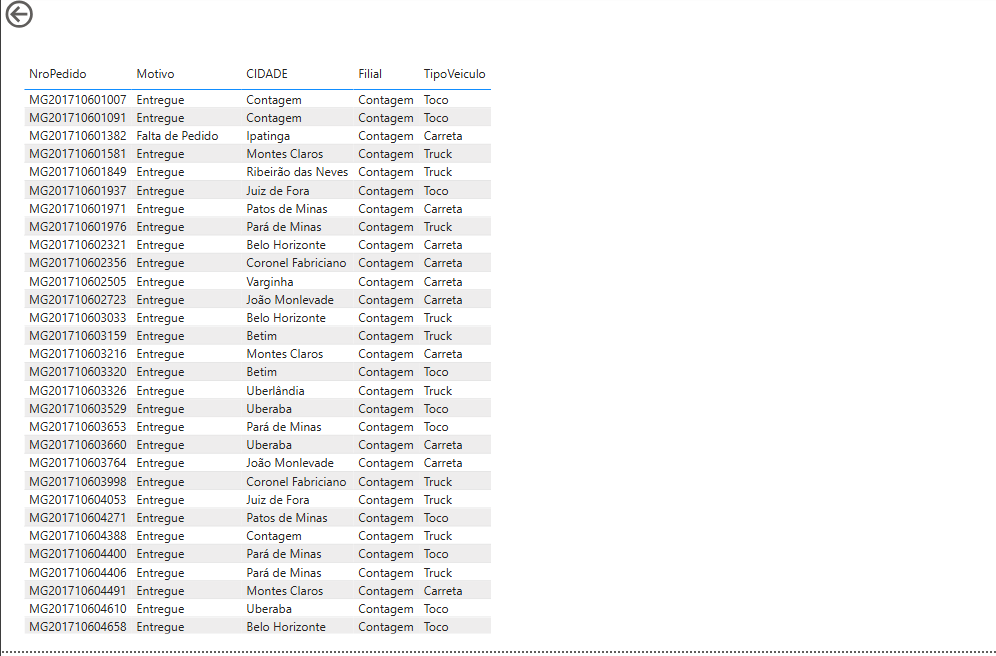 NroPedido Motivo CIDADE Filial TipoVeiculo
MG201710601007 Entregue Contagem Contagem Toco
MG201710601091 Entregue Contagem Contagem Toco
MG201710601382 Falta de Pedido Ipatinga Contagem Carreta
MG201710601581 Entregue Montes Claros Contagem Truck
MG201710601849 Entregue Ribeirão das Neves Contagem Truck
MG201710601937 Entregue Juiz de Fora Contagem Toco
MG201710601971 Entregue Patos de Minas Contagem Carreta
MG201710601976 Entregue Pará de Minas Contagem Truck
MG201710602321 Entregue Belo Horizonte Contagem Carreta
MG201710602356 Entregue Coronel Fabriciano Contagem Carreta
MG201710602505 Entregue Varginha Contagem Carreta
MG201710602723 Entregue João Monlevade Contagem Carreta
MG201710603033 Entregue Belo Horizonte Contagem Truck
MG201710603159 Entregue Betim Contagem Truck
MG201710603216 Entregue Montes Claros Contagem Carreta
MG201710603320 Entregue Betim Contagem Toco
MG201710603326 Entregue Uberlândia Contagem Truck
MG201710603529 Entregue Uberaba Contagem Toco
MG201710603653 Entregue Pará de Minas Contagem Toco
MG201710603660 Entregue Uberaba Contagem Carreta
MG201710603764 Entregue João Monlevade Contagem Carreta
MG201710603998 Entregue Coronel Fabriciano Contagem Truck
MG201710604053 Entregue Juiz de Fora Contagem Truck
MG201710604271 Entregue Patos de Minas Contagem Toco
MG201710604388 Entregue Contagem Contagem Truck
MG201710604400 Entregue Pará de Minas Contagem Toco
MG201710604406 Entregue Pará de Minas Contagem Truck
MG201710604491 Entregue Montes Claros Contagem Carreta
MG201710604610 Entregue Uberaba Contagem Toco
MG201710604658 Entregue Belo Horizonte Contagem Toco